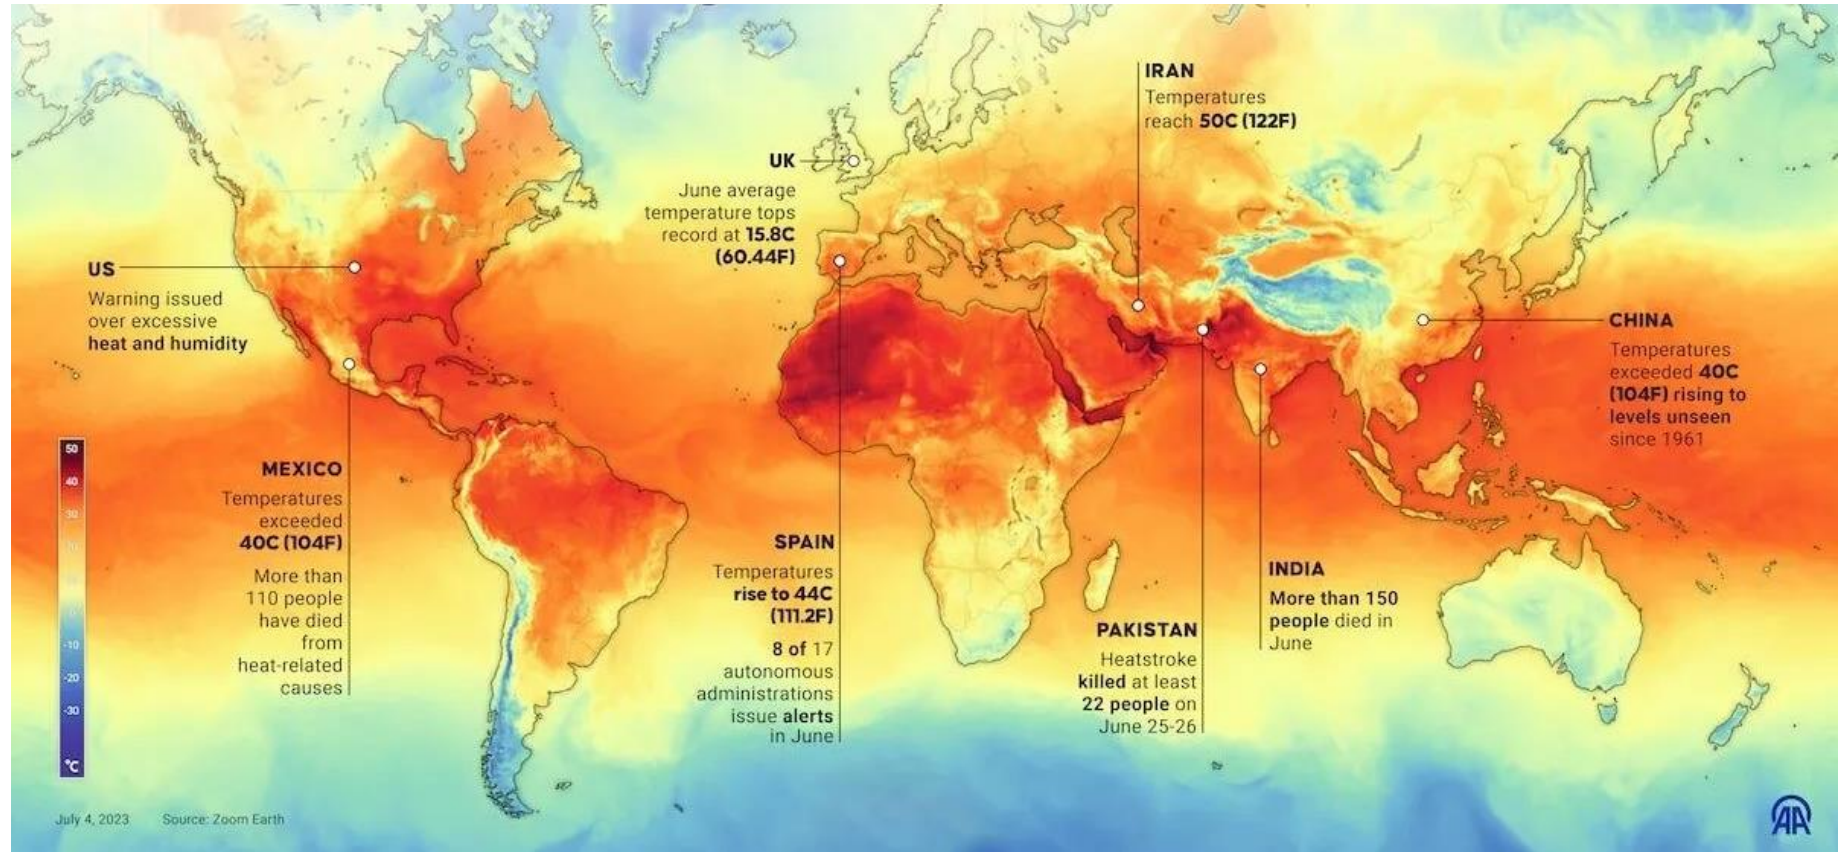 IRAN
Temperatures
reach 50C (122F)
UK
June average
temperature tops
record at 15.8C
(60.44F)
US
Warning issued
over excessive
heat and humidity
CHINA
Temperatures
exceeded 40C
(104F) rising to
levels unseen
since 1961
MEXICO
Temperatures
exceeded
40C (104F)
More than
110 people
have died
from
heat-related
causes
SPAIN
Temperatures
rise to 44C
(111.2F)
8 of 17
autonomous
administrations
issue alerts
in June
PAKISTAN
Heatstroke
killed at least
22 people on
June 25-26
INDIA
More than 150
people died in
June
50
40
30
-10
-20
-30
°C
July 4, 2023
Source: Zoom Earth
AA